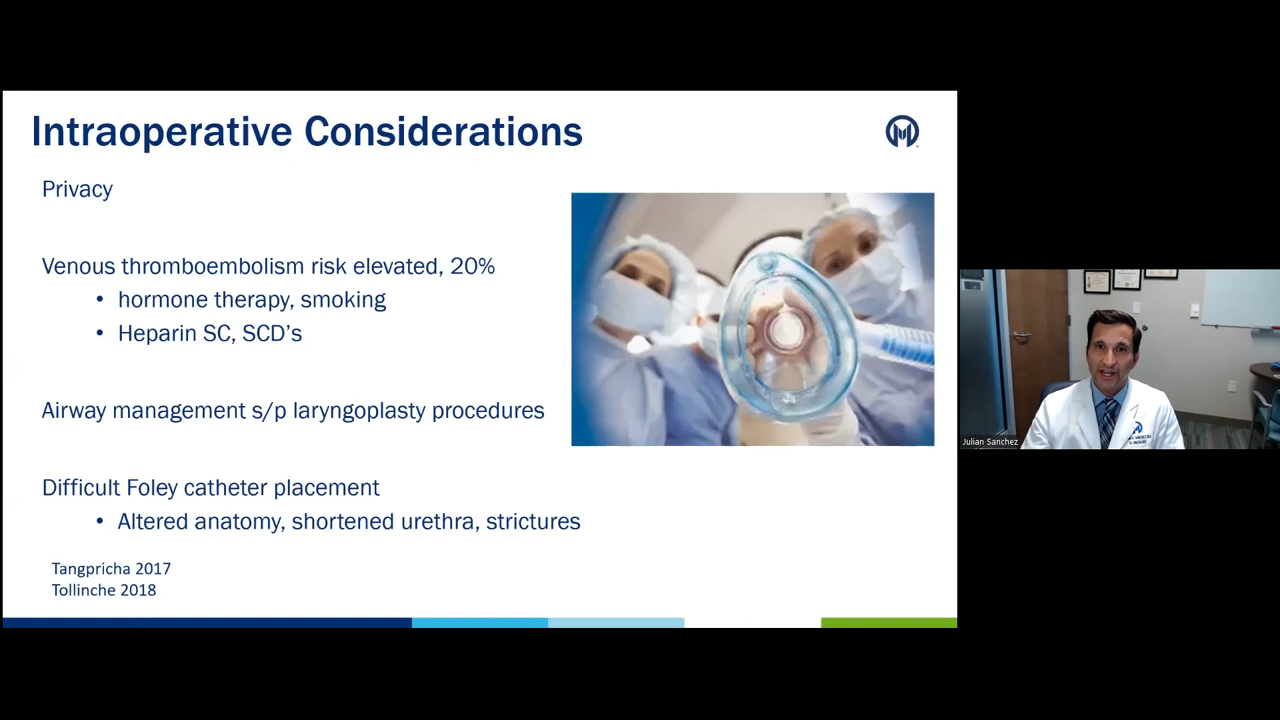 Intraoperative Considerations
Privacy
Venous thromboembolism risk elevated, 20%
• hormone therapy, smoking
• Heparin SC, SCD's
Airway management s/p laryngoplasty procedures
Difficult Foley catheter placement
• Altered anatomy, shortened urethra, strictures
Tangpricha 2017
Tollinche 2018
Julian Sanchez